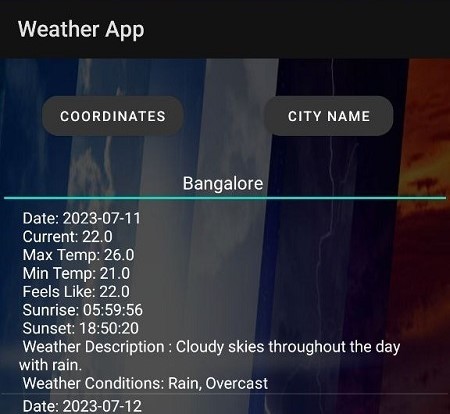 Weather App
COORDINATES
CITY NAME
Bangalore
Date: 2023-07-11
Current: 22.0
Max Temp: 26.0
Min Temp: 21.0
Feels Like: 22.0
Sunrise: 05:59:56
Sunset: 18:50:20
Weather Description : Cloudy skies throughout the day
with rain.
Weather Conditions: Rain, Overcast
Date: 2023-07-12